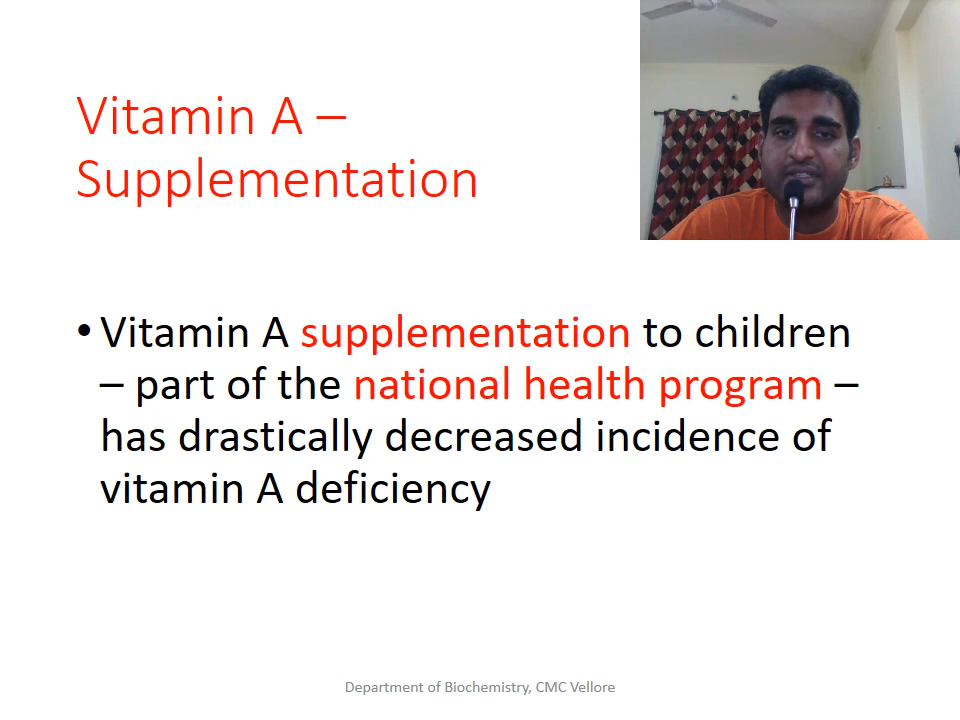 Vitamin A –
Supplementation
• Vitamin A supplementation to children
– part of the national health program –
has drastically decreased incidence of
vitamin A deficiency
Department of Biochemistry, CMC Vellore